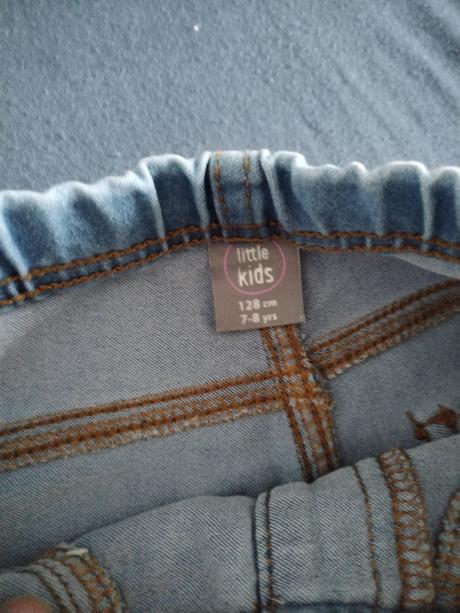 little
kids
128 cm
7-8 yrs